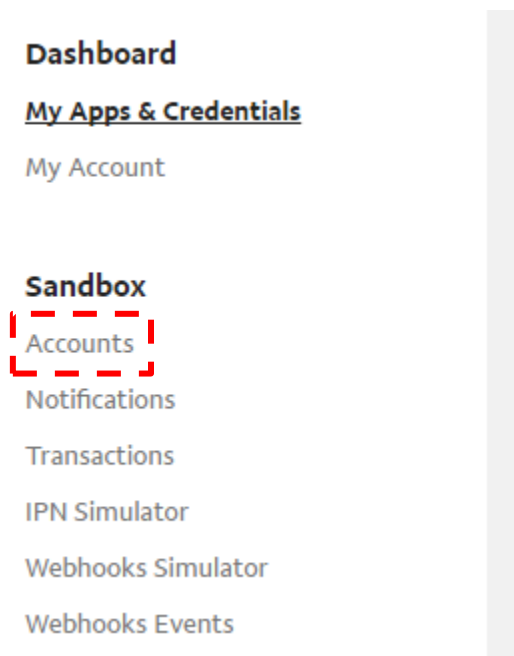 Dashboard
My Apps & Credentials
My Account
Sandbox
Accounts
Notifications
Transactions
IPN Simulator
Webhooks Simulator
Webhooks Events